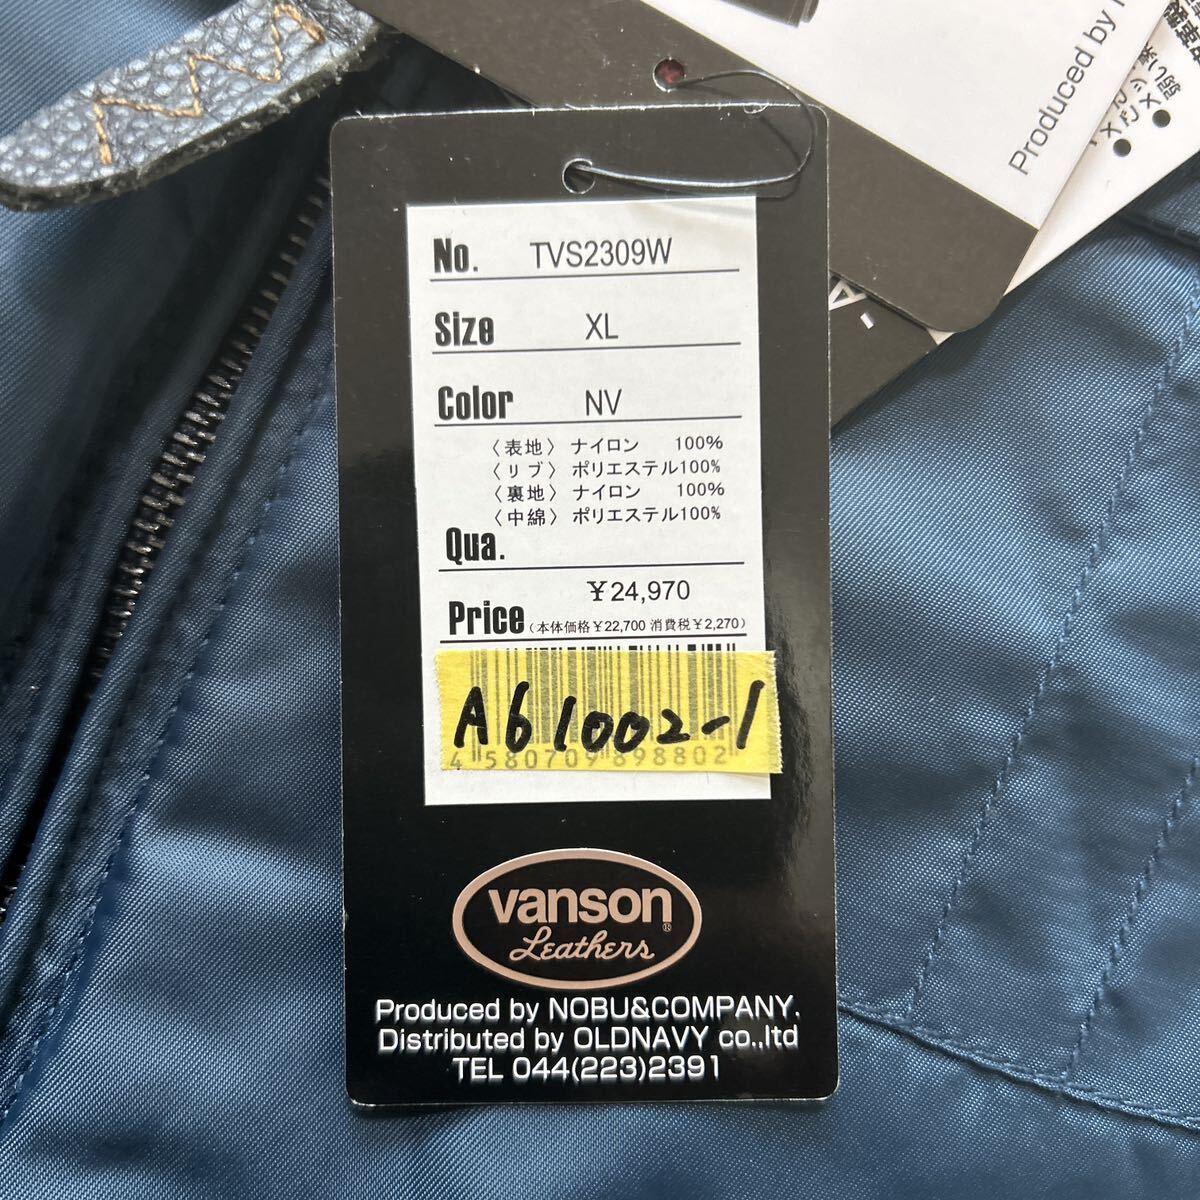 No. TVS2309W
Size XL
Color NV
〈表地〉ナイロン 100%
〈リブ〉ポリエステル100%
〈裏地〉ナイロン 100%
〈中綿〉ポリエステル100%
Qua.
¥24,970
Price (本体価格¥22,700 消費税¥2,270)
A61002-1
4 580709 898802
vanson®
Leathers
Produced by NOBU&COMPANY.
Distributed by OLDNAVY co.,ltd
TEL 044(223)2391
Produced by